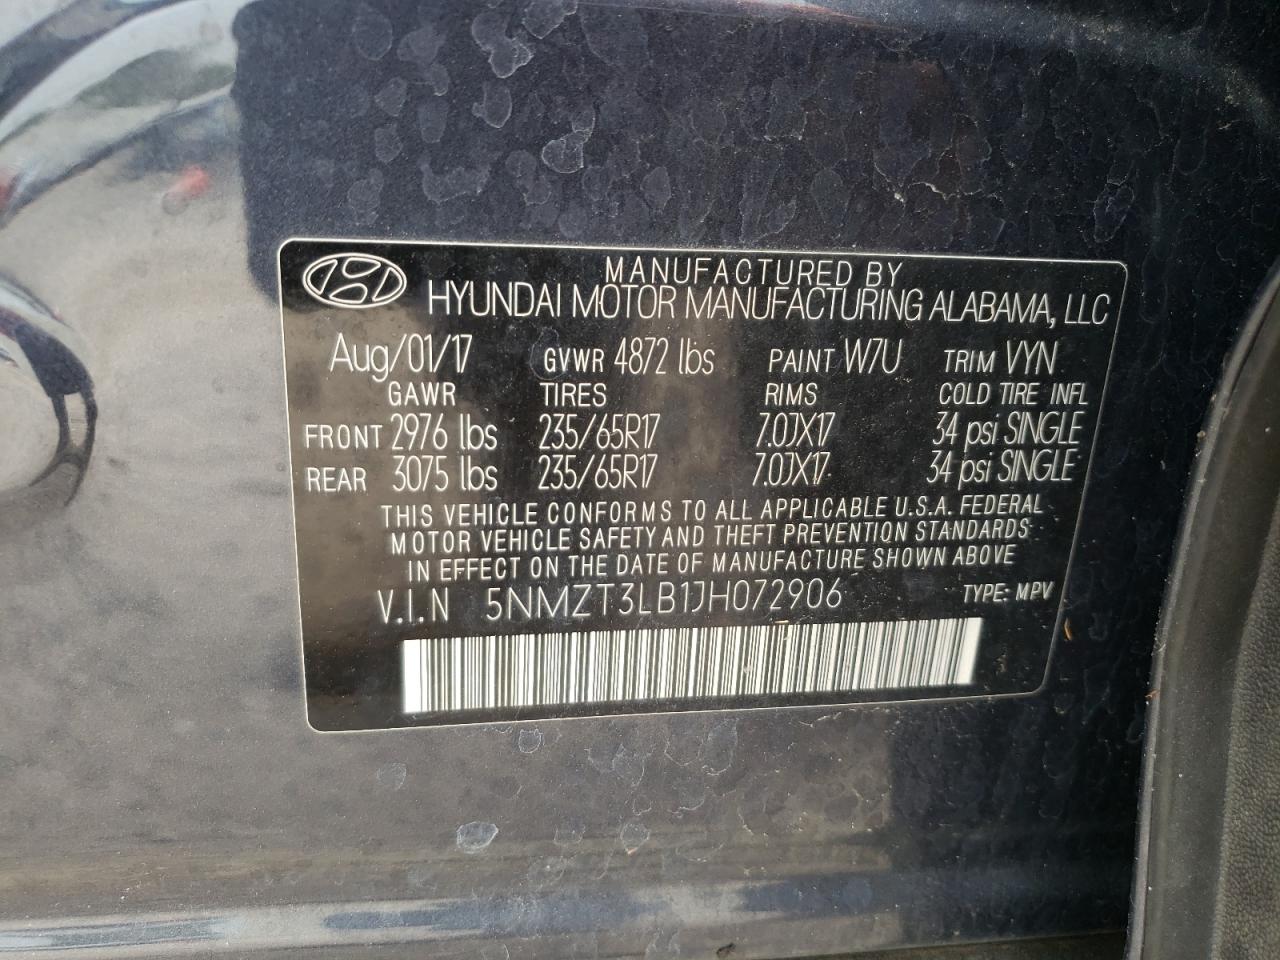 MANUFACTURED BY
HYUNDAI MOTOR MANUFACTURING ALABAMA, LLC
Aug/01/17 GVWR 4872 lbs PAINT W7U TRIM VYN
GAWR TIRES RIMS COLD TIRE INFL
FRONT 2976 lbs 235/65R17 7.0JX17 34 psi SINGLE
REAR 3075 lbs 235/65R17 7.0JX17 34 psi SINGLE
THIS VEHICLE CONFORMS TO ALL APPLICABLE U.S.A. FEDERAL
MOTOR VEHICLE SAFETY AND THEFT PREVENTION STANDARDS
IN EFFECT ON THE DATE OF MANUFACTURE SHOWN ABOVE
V.I.N 5NMZT3LB1JH072906 TYPE: MPV